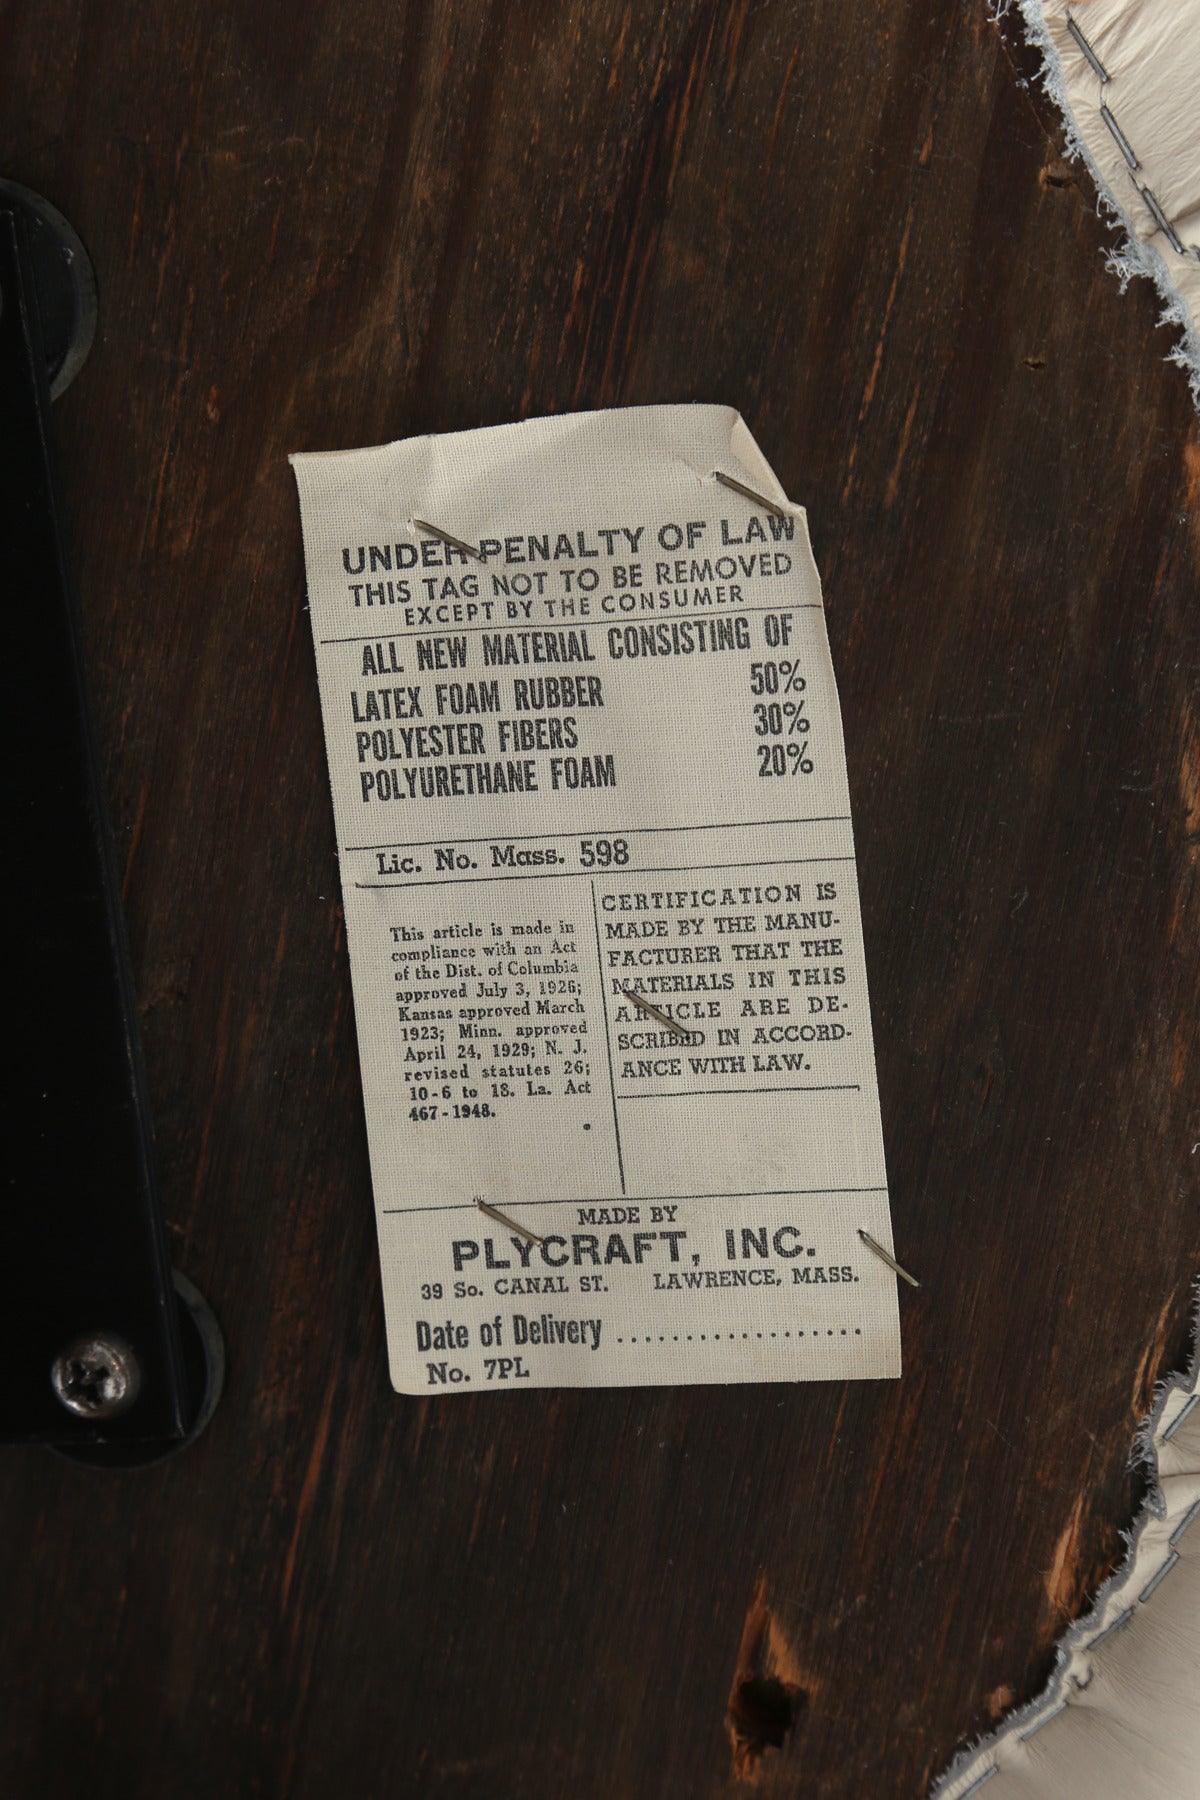 UNDER PENALTY OF LAW
THIS TAG NOT TO BE REMOVED
EXCEPT BY THE CONSUMER
ALL NEW MATERIAL CONSISTING OF
LATEX FOAM RUBBER 50%
POLYESTER FIBERS 30%
POLYURETHANE FOAM 20%
Lic. No. Mass. 598
This article is made in
compliance with an Act
of the Dist. of Columbia
approved July 3, 1926;
Kansas approved March
1923; Minn. approved
April 24, 1929; N. J.
revised statutes 26;
10-6 to 18. La. Act
467-1948.
CERTIFICATION IS
MADE BY THE MANU-
FACTURER THAT THE
MATERIALS IN THIS
ARTICLE ARE DE-
SCRIBED IN ACCORD-
ANCE WITH LAW.
MADE BY
PLYCRAFT, INC.
39 So. CANAL ST. LAWRENCE, MASS.
Date of Delivery ..................
No. 7PL